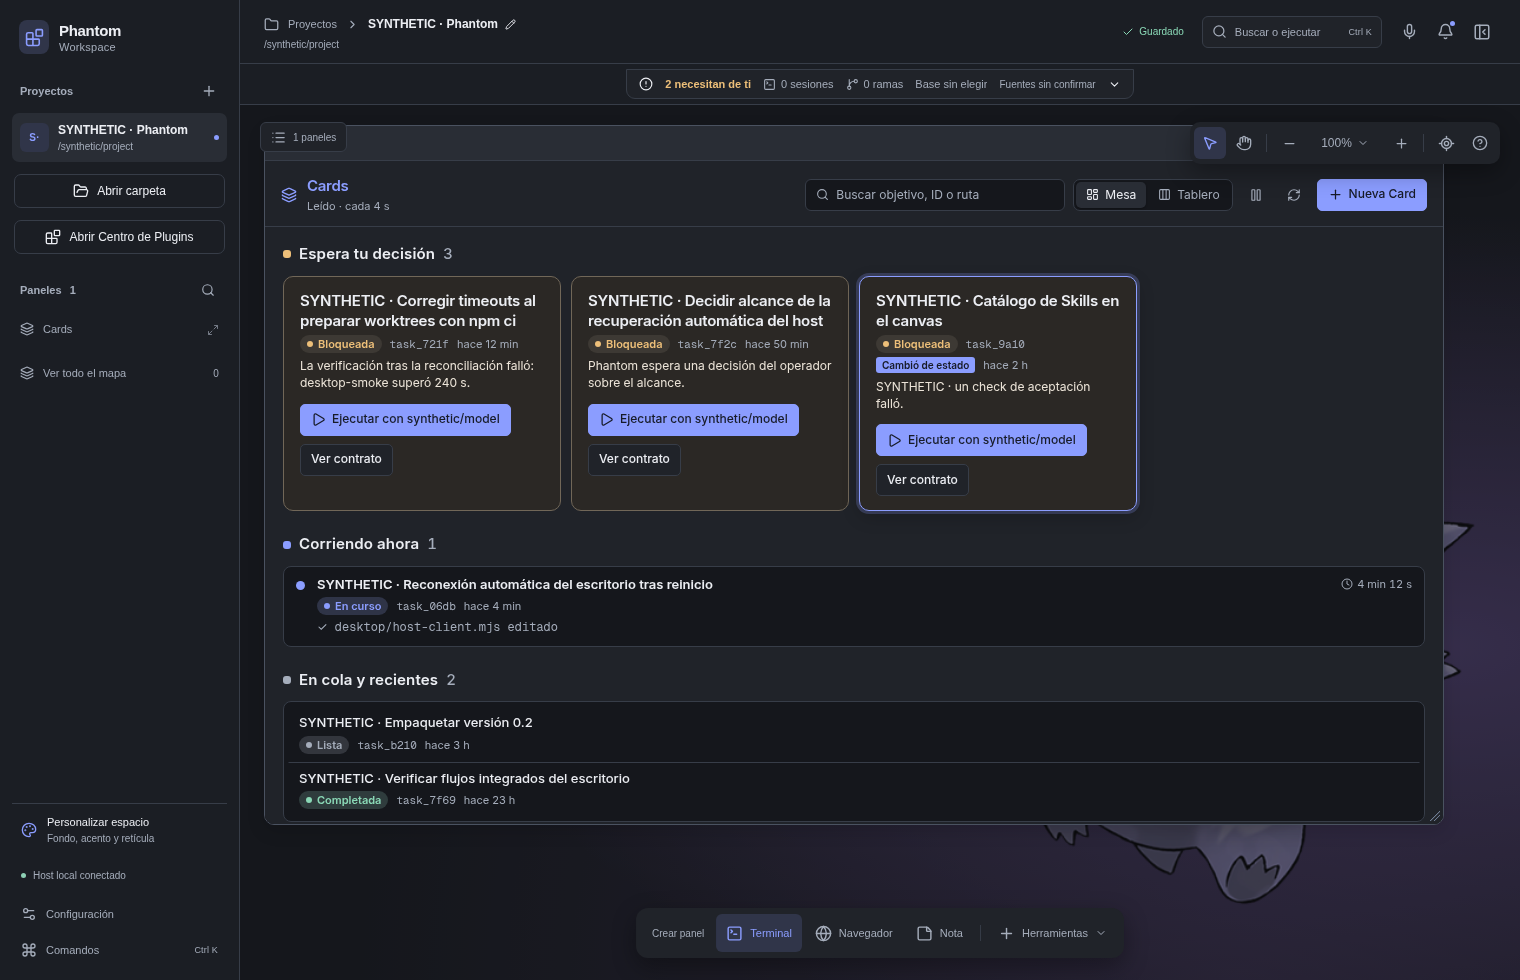 Phantom
Workspace
Proyectos
S·
SYNTHETIC · Phantom
/synthetic/project
Abrir carpeta
Abrir Centro de Plugins
Paneles 1
Cards
Ver todo el mapa 0
Personalizar espacio
Fondo, acento y retícula
Host local conectado
Configuración
Comandos Ctrl K
Proyectos SYNTHETIC · Phantom
/synthetic/project
Guardado
Buscar o ejecutar Ctrl K
2 necesitan de ti 0 sesiones 0 ramas Base sin elegir Fuentes sin confirmar
1 paneles
100%
Cards
Leído · cada 4 s
Buscar objetivo, ID o ruta
Mesa
Tablero
Nueva Card
Espera tu decisión 3
SYNTHETIC · Corregir timeouts al
preparar worktrees con npm ci
Bloqueada task_721f hace 12 min
La verificación tras la reconciliación falló:
desktop-smoke superó 240 s.
Ejecutar con synthetic/model
Ver contrato
SYNTHETIC · Decidir alcance de la
recuperación automática del host
Bloqueada task_7f2c hace 50 min
Phantom espera una decisión del operador
sobre el alcance.
Ejecutar con synthetic/model
Ver contrato
SYNTHETIC · Catálogo de Skills en
el canvas
Bloqueada task_9a10
Cambió de estado hace 2 h
SYNTHETIC · un check de aceptación
falló.
Ejecutar con synthetic/model
Ver contrato
Corriendo ahora 1
SYNTHETIC · Reconexión automática del escritorio tras reinicio 4 min 12 s
En curso task_06db hace 4 min
desktop/host-client.mjs editado
En cola y recientes 2
SYNTHETIC · Empaquetar versión 0.2
Lista task_b210 hace 3 h
SYNTHETIC · Verificar flujos integrados del escritorio
Completada task_7f69 hace 23 h
Crear panel Terminal Navegador Nota Herramientas